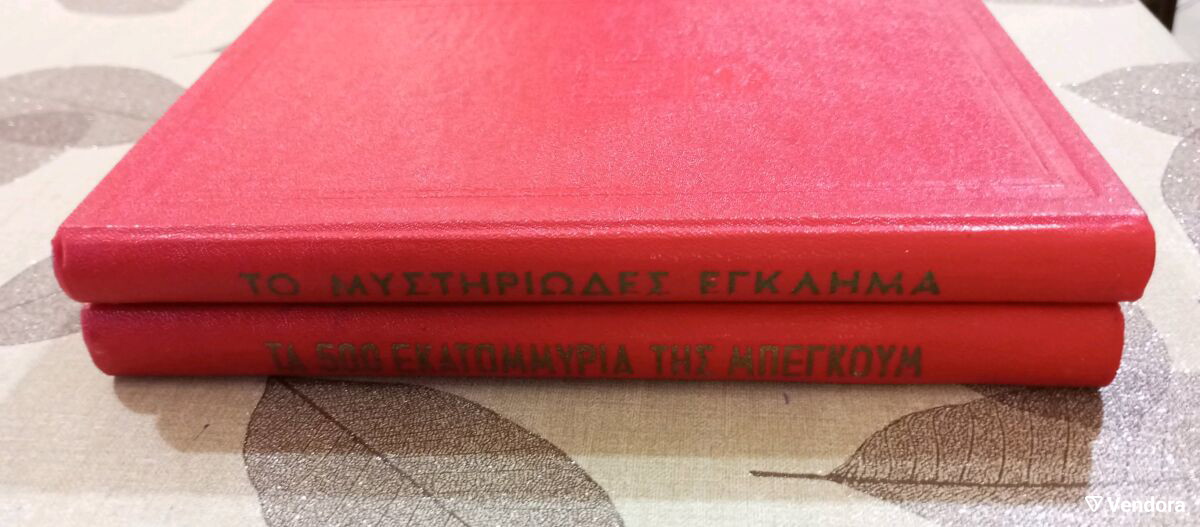 ΤΟ ΜΥΣΤΗΡΙΩΔΕΣ ΕΓΚΛΗΜΑ
ΤΑ 500 ΕΚΑΤΟΜΜΥΡΙΑ ΤΗΣ ΜΠΕΓΚΟΥΜ
Vendora